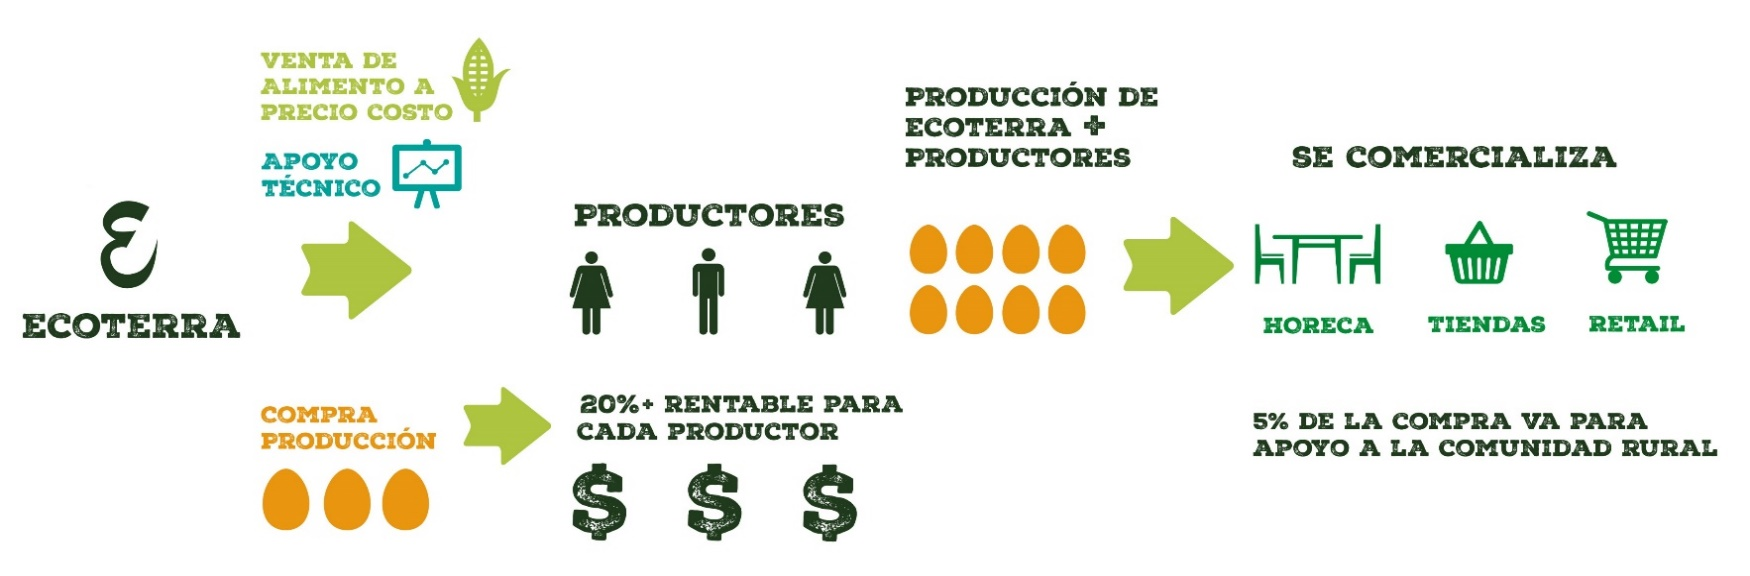 VENTA DE
ALIMENTO A
PRECIO COSTO
APOYO
TÉCNICO
ECOTERRA
COMPRA
PRODUCCIÓN
PRODUCTORES
20%+ RENTABLE PARA
CADA PRODUCTOR
$ $ $
PRODUCCIÓN DE
ECOTERRA +
PRODUCTORES
SE COMERCIALIZA
HORECA TIENDAS RETAIL
5% DE LA COMPRA VA PARA
APOYO A LA COMUNIDAD RURAL